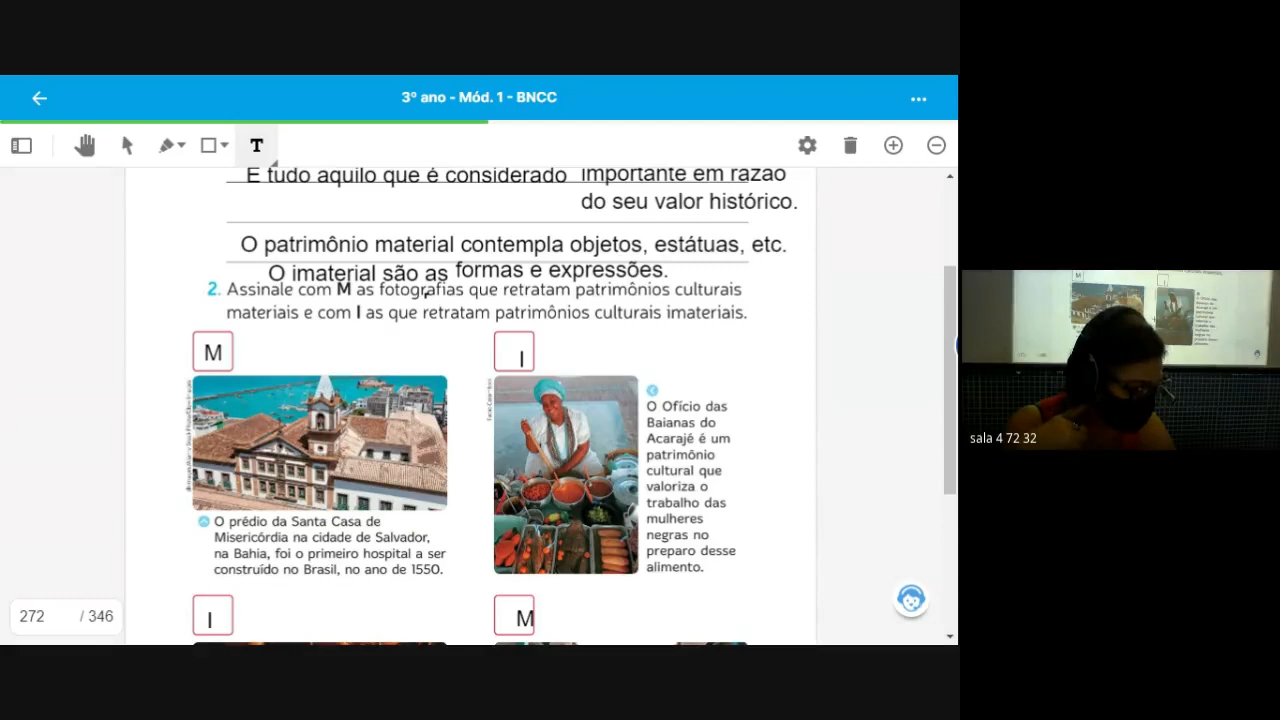 3º ano - Mód. 1 - BNCC
T
É tudo aquilo que é considerado importante em razão
do seu valor histórico.
O patrimônio material contempla objetos, estátuas, etc.
O imaterial são as formas e expressões.
2. Assinale com M as fotografias que retratam patrimônios culturais
materiais e com I as que retratam patrimônios culturais imateriais.
M
I
O prédio da Santa Casa de
Misericórdia na cidade de Salvador,
na Bahia, foi o primeiro hospital a ser
construído no Brasil, no ano de 1550.
O Ofício das
Baianas do
Acarajé é um
patrimônio
cultural que
valoriza o
trabalho das
mulheres
negras no
preparo desse
alimento.
I
M
272 / 346
sala 4 72 32